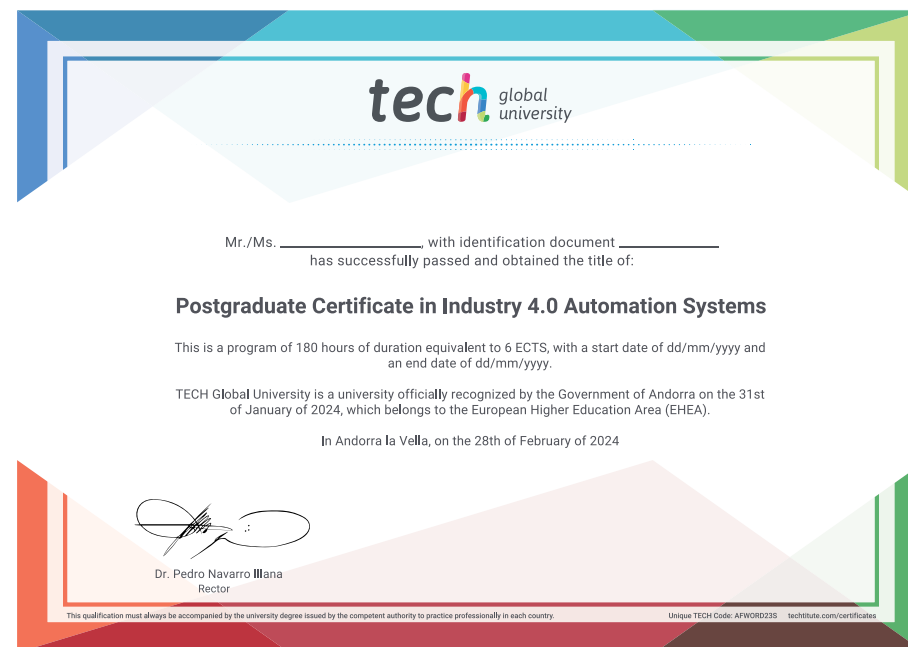 tech global university
Mr./Ms. ____________________, with identification document ______________
has successfully passed and obtained the title of:
Postgraduate Certificate in Industry 4.0 Automation Systems
This is a program of 180 hours of duration equivalent to 6 ECTS, with a start date of dd/mm/yyyy and
an end date of dd/mm/yyyy.
TECH Global University is a university officially recognized by the Government of Andorra on the 31st
of January of 2024, which belongs to the European Higher Education Area (EHEA).
In Andorra la Vella, on the 28th of February of 2024
Dr. Pedro Navarro Illana
Rector
This qualification must always be accompanied by the university degree issued by the competent authority to practice professionally in each country.
Unique TECH Code: AFWORD23S techtitute.com/certificates